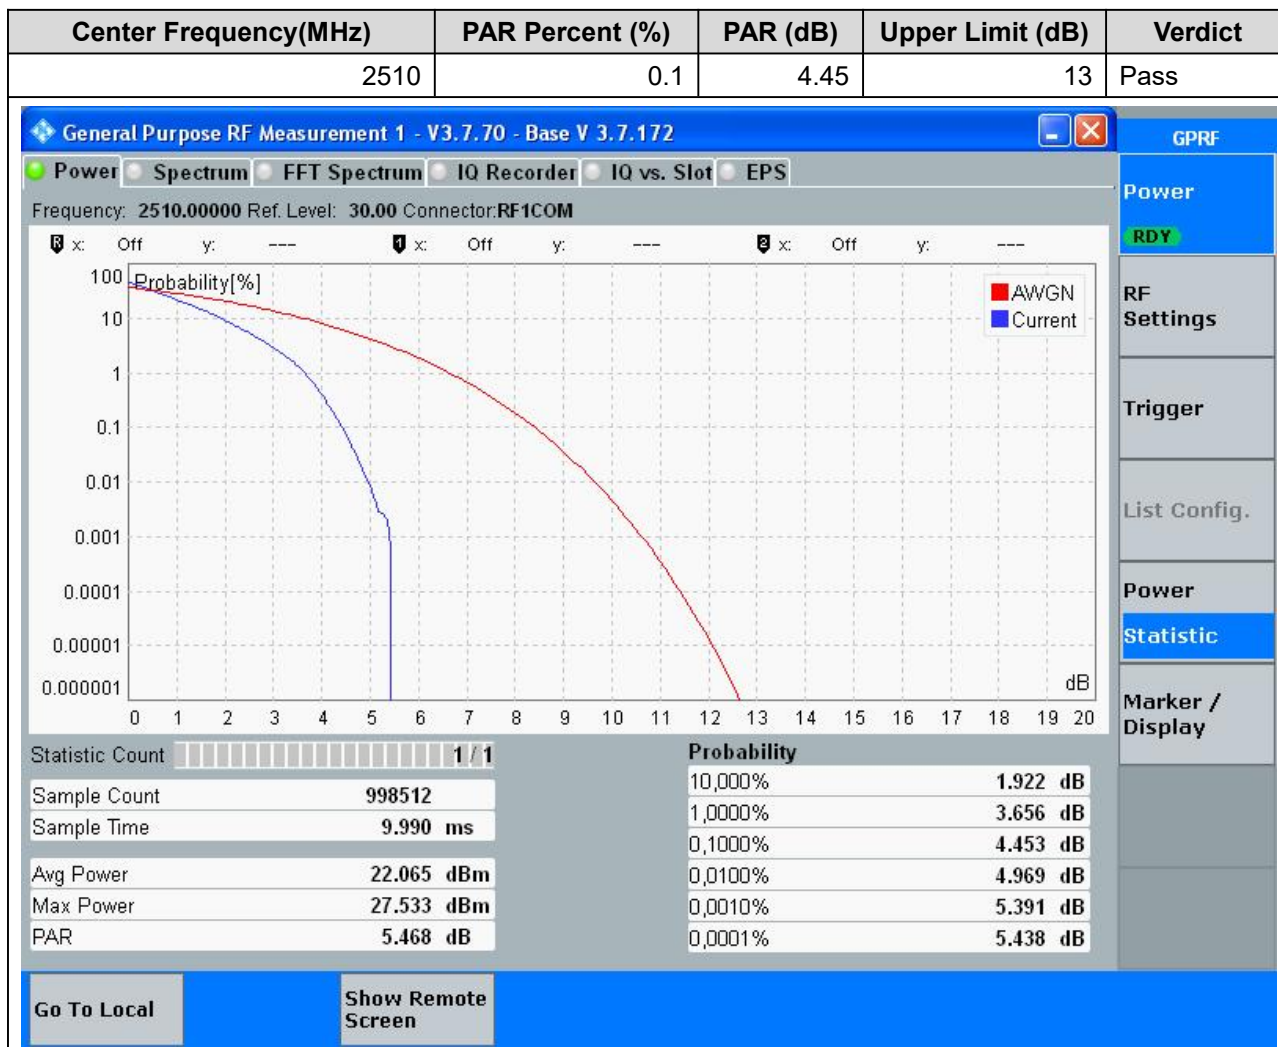 Center Frequency(MHz) PAR Percent (%) PAR (dB) Upper Limit (dB) Verdict
2510 0.1 4.45 13 Pass
General Purpose RF Measurement 1 - V3.7.70 - Base V 3.7.172
GPRF
Power Spectrum FFT Spectrum IQ Recorder IQ vs. Slot EPS
Power
RDY
Frequency: 2510.00000 Ref. Level: 30.00 Connector:RF1COM
R x: Off y: --- 1 x: Off y: --- 2 x: Off y: ---
Probability[%]
AWGN
Current
100
10
1
0.1
0.01
0.001
0.0001
0.00001
0.000001
dB
0 1 2 3 4 5 6 7 8 9 10 11 12 13 14 15 16 17 18 19 20
RF
Settings
Trigger
List Config.
Power
Statistic
Marker /
Display
Statistic Count 1 / 1
Sample Count 998512
Sample Time 9.990 ms
Avg Power 22.065 dBm
Max Power 27.533 dBm
PAR 5.468 dB
Probability
10,000% 1.922 dB
1,0000% 3.656 dB
0,1000% 4.453 dB
0,0100% 4.969 dB
0,0010% 5.391 dB
0,0001% 5.438 dB
Go To Local
Show Remote
Screen